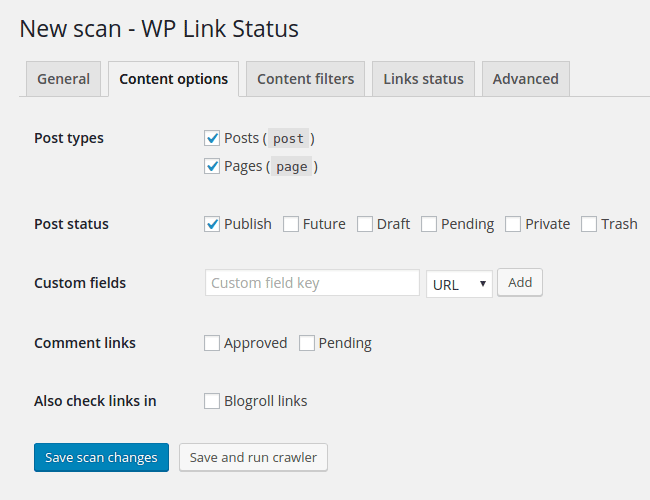 New scan - WP Link Status
General Content options Content filters Links status Advanced
Post types Posts ( post )
Pages ( page )
Post status Publish Future Draft Pending Private Trash
Custom fields Custom field key URL Add
Comment links Approved Pending
Also check links in Blogroll links
Save scan changes Save and run crawler